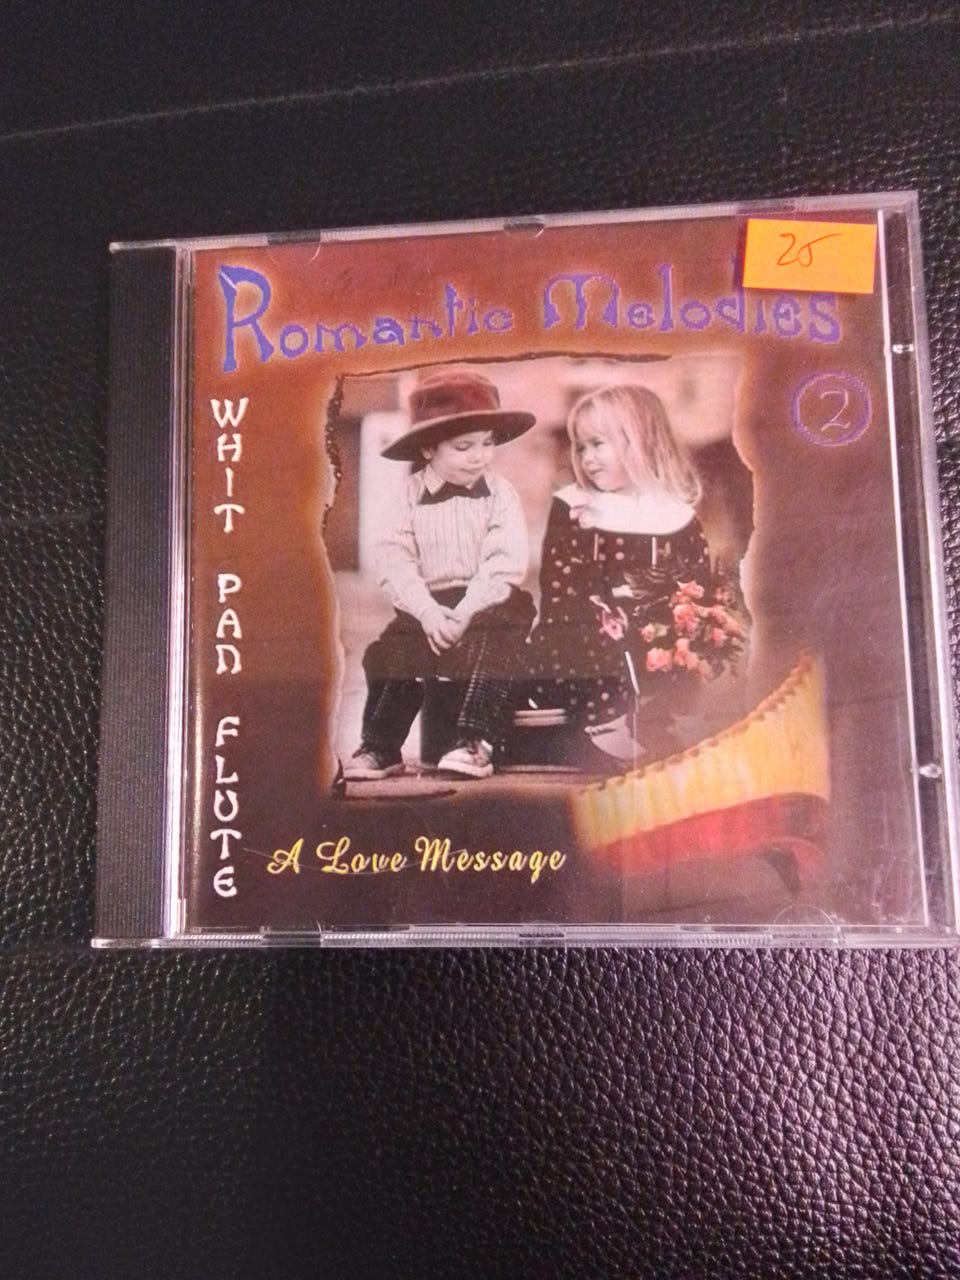 25
Romantic Melodies
2
WHIT PAN FLUTE
A Love Message